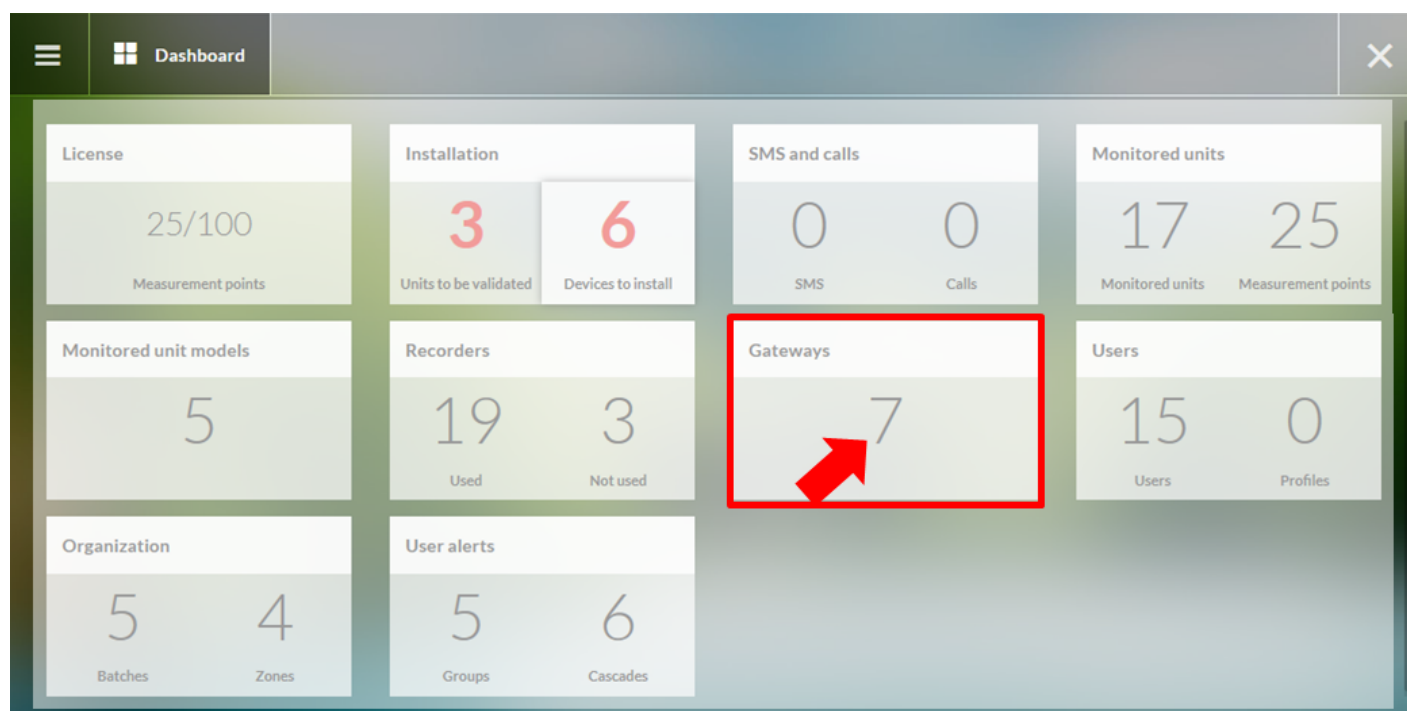 Dashboard
License
25/100
Measurement points
Installation
3 6
Units to be validated Devices to install
SMS and calls
0 0
SMS Calls
Monitored units
17 25
Monitored units Measurement points
Monitored unit models
5
Recorders
19 3
Used Not used
Gateways
7
Users
15 0
Users Profiles
Organization
5 4
Batches Zones
User alerts
5 6
Groups Cascades